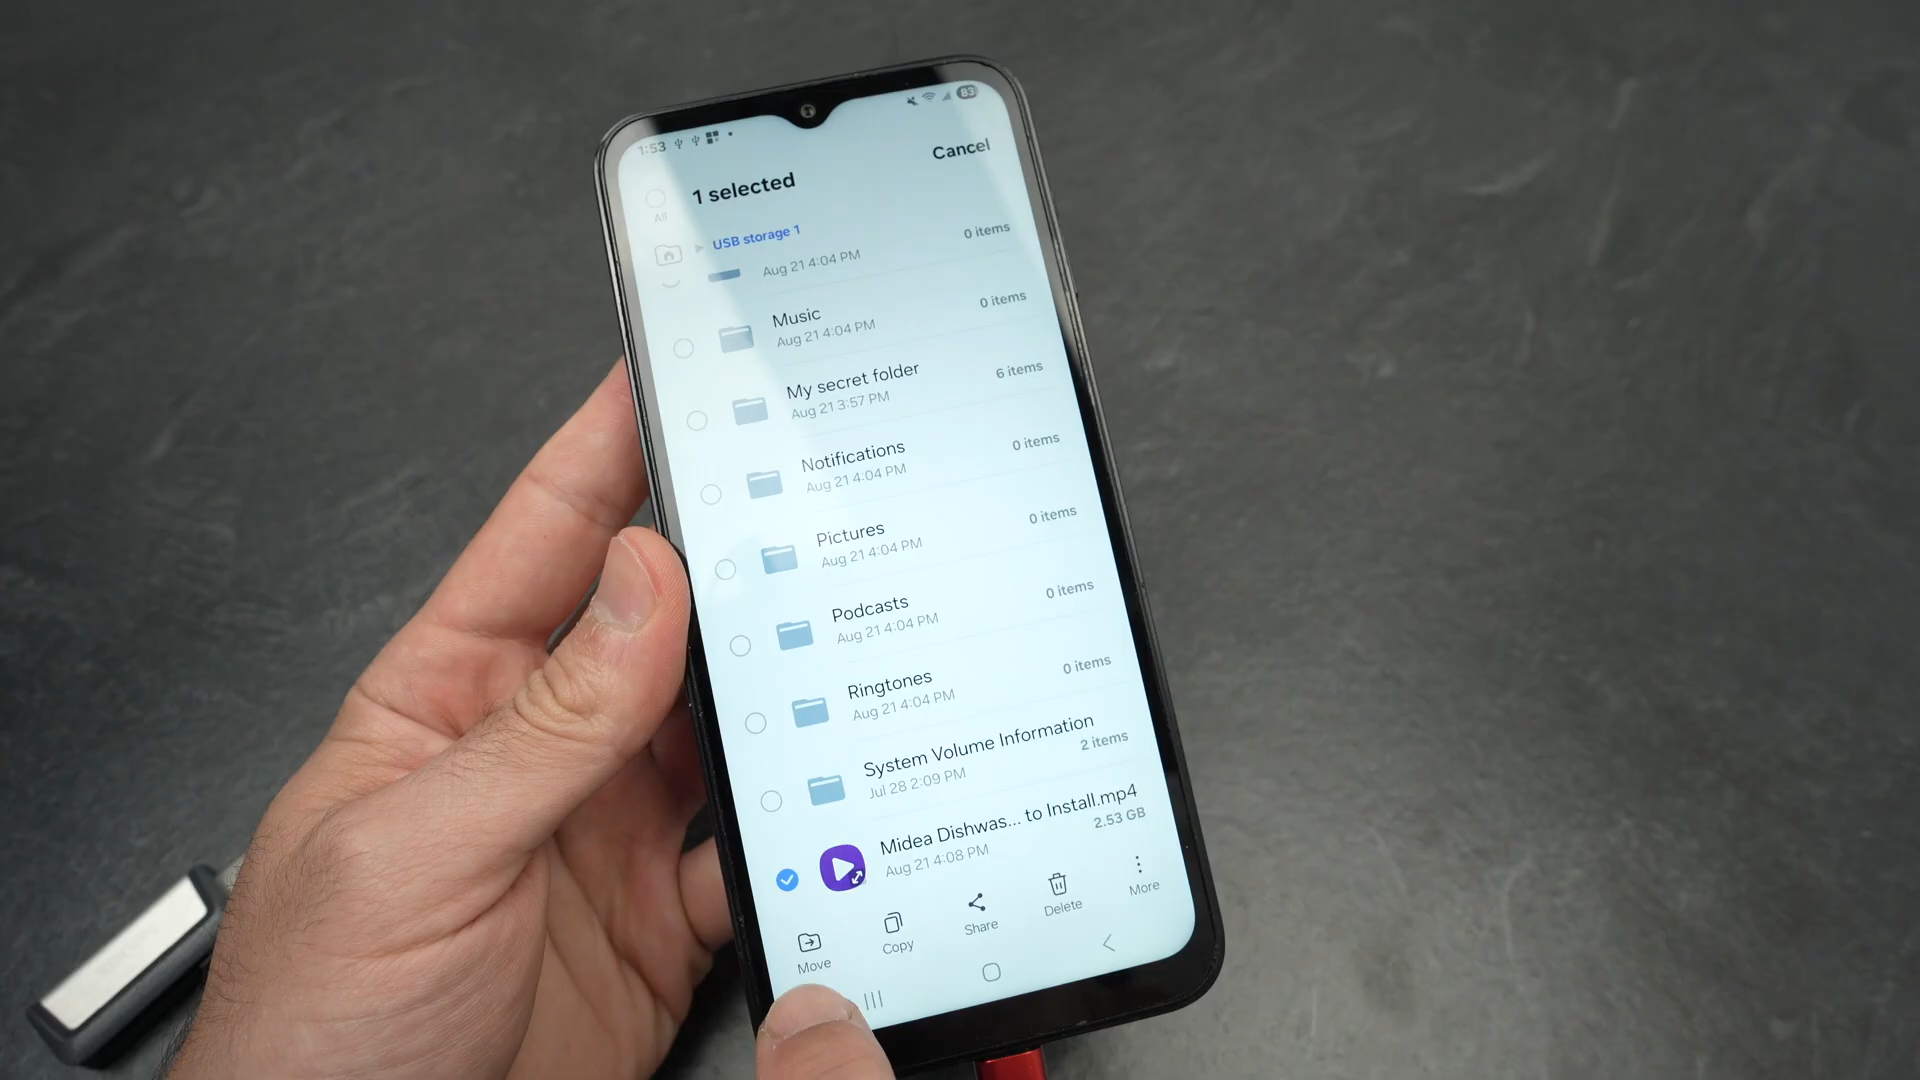 1:53
83
Cancel
1 selected
All
USB storage 1
0 items
Aug 21 4:04 PM
Music
0 items
Aug 21 4:04 PM
My secret folder
6 items
Aug 21 3:57 PM
Notifications
0 items
Aug 21 4:04 PM
Pictures
0 items
Aug 21 4:04 PM
Podcasts
0 items
Aug 21 4:04 PM
Ringtones
0 items
Aug 21 4:04 PM
System Volume Information
2 items
Jul 28 2:09 PM
Midea Dishwas... to Install.mp4
2.53 GB
Aug 21 4:08 PM
Move
Copy
Share
Delete
More